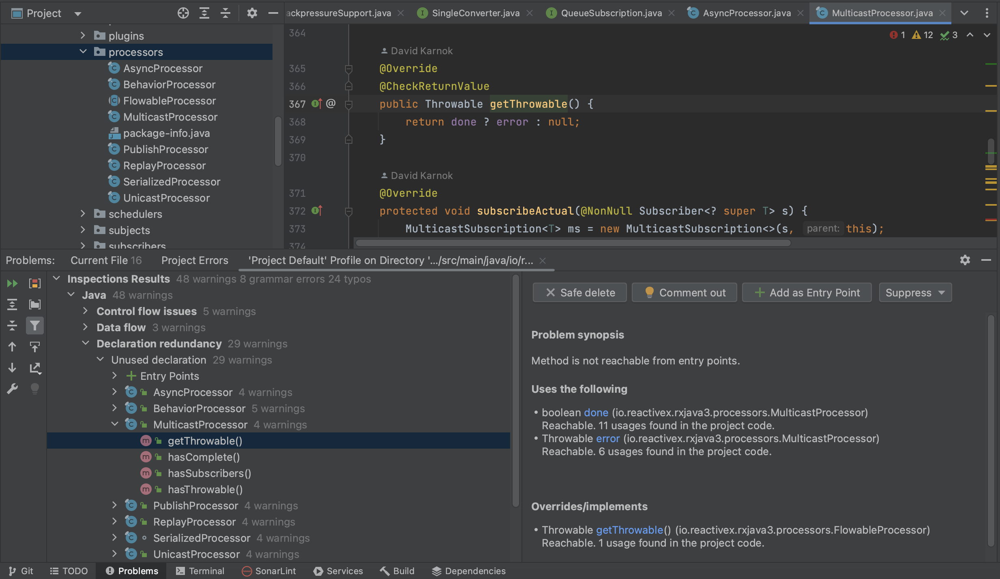 Project
ackpressureSupport.java
SingleConverter.java
QueueSubscription.java
AsyncProcessor.java
MulticastProcessor.java
plugins
processors
AsyncProcessor
BehaviorProcessor
FlowableProcessor
MulticastProcessor
package-info.java
PublishProcessor
ReplayProcessor
SerializedProcessor
UnicastProcessor
schedulers
subjects
subscribers
1 12 3
364
David Karnok
365 @Override
366 @CheckReturnValue
367 @ public Throwable getThrowable() {
368 return done ? error : null;
369 }
370
David Karnok
371 @Override
372 protected void subscribeActual(@NonNull Subscriber<? super T> s) {
373 MulticastSubscription<T> ms = new MulticastSubscription<>(s, parent: this);
374
Problems: Current File 16 Project Errors 'Project Default' Profile on Directory '.../src/main/java/io/r...
Inspections Results 48 warnings 8 grammar errors 24 typos
Java 48 warnings
Control flow issues 5 warnings
Data flow 3 warnings
Declaration redundancy 29 warnings
Unused declaration 29 warnings
Entry Points
AsyncProcessor 4 warnings
BehaviorProcessor 5 warnings
MulticastProcessor 4 warnings
getThrowable()
hasComplete()
hasSubscribers()
hasThrowable()
PublishProcessor 4 warnings
ReplayProcessor 4 warnings
SerializedProcessor 4 warnings
UnicastProcessor 4 warnings
Safe delete
Comment out
Add as Entry Point
Suppress
Problem synopsis
Method is not reachable from entry points.
Uses the following
• boolean done (io.reactivex.rxjava3.processors.MulticastProcessor)
Reachable. 11 usages found in the project code.
• Throwable error (io.reactivex.rxjava3.processors.MulticastProcessor)
Reachable. 6 usages found in the project code.
Overrides/implements
• Throwable getThrowable() (io.reactivex.rxjava3.processors.FlowableProcessor)
Reachable. 1 usage found in the project code.
Git
TODO
Problems
Terminal
SonarLint
Services
Build
Dependencies